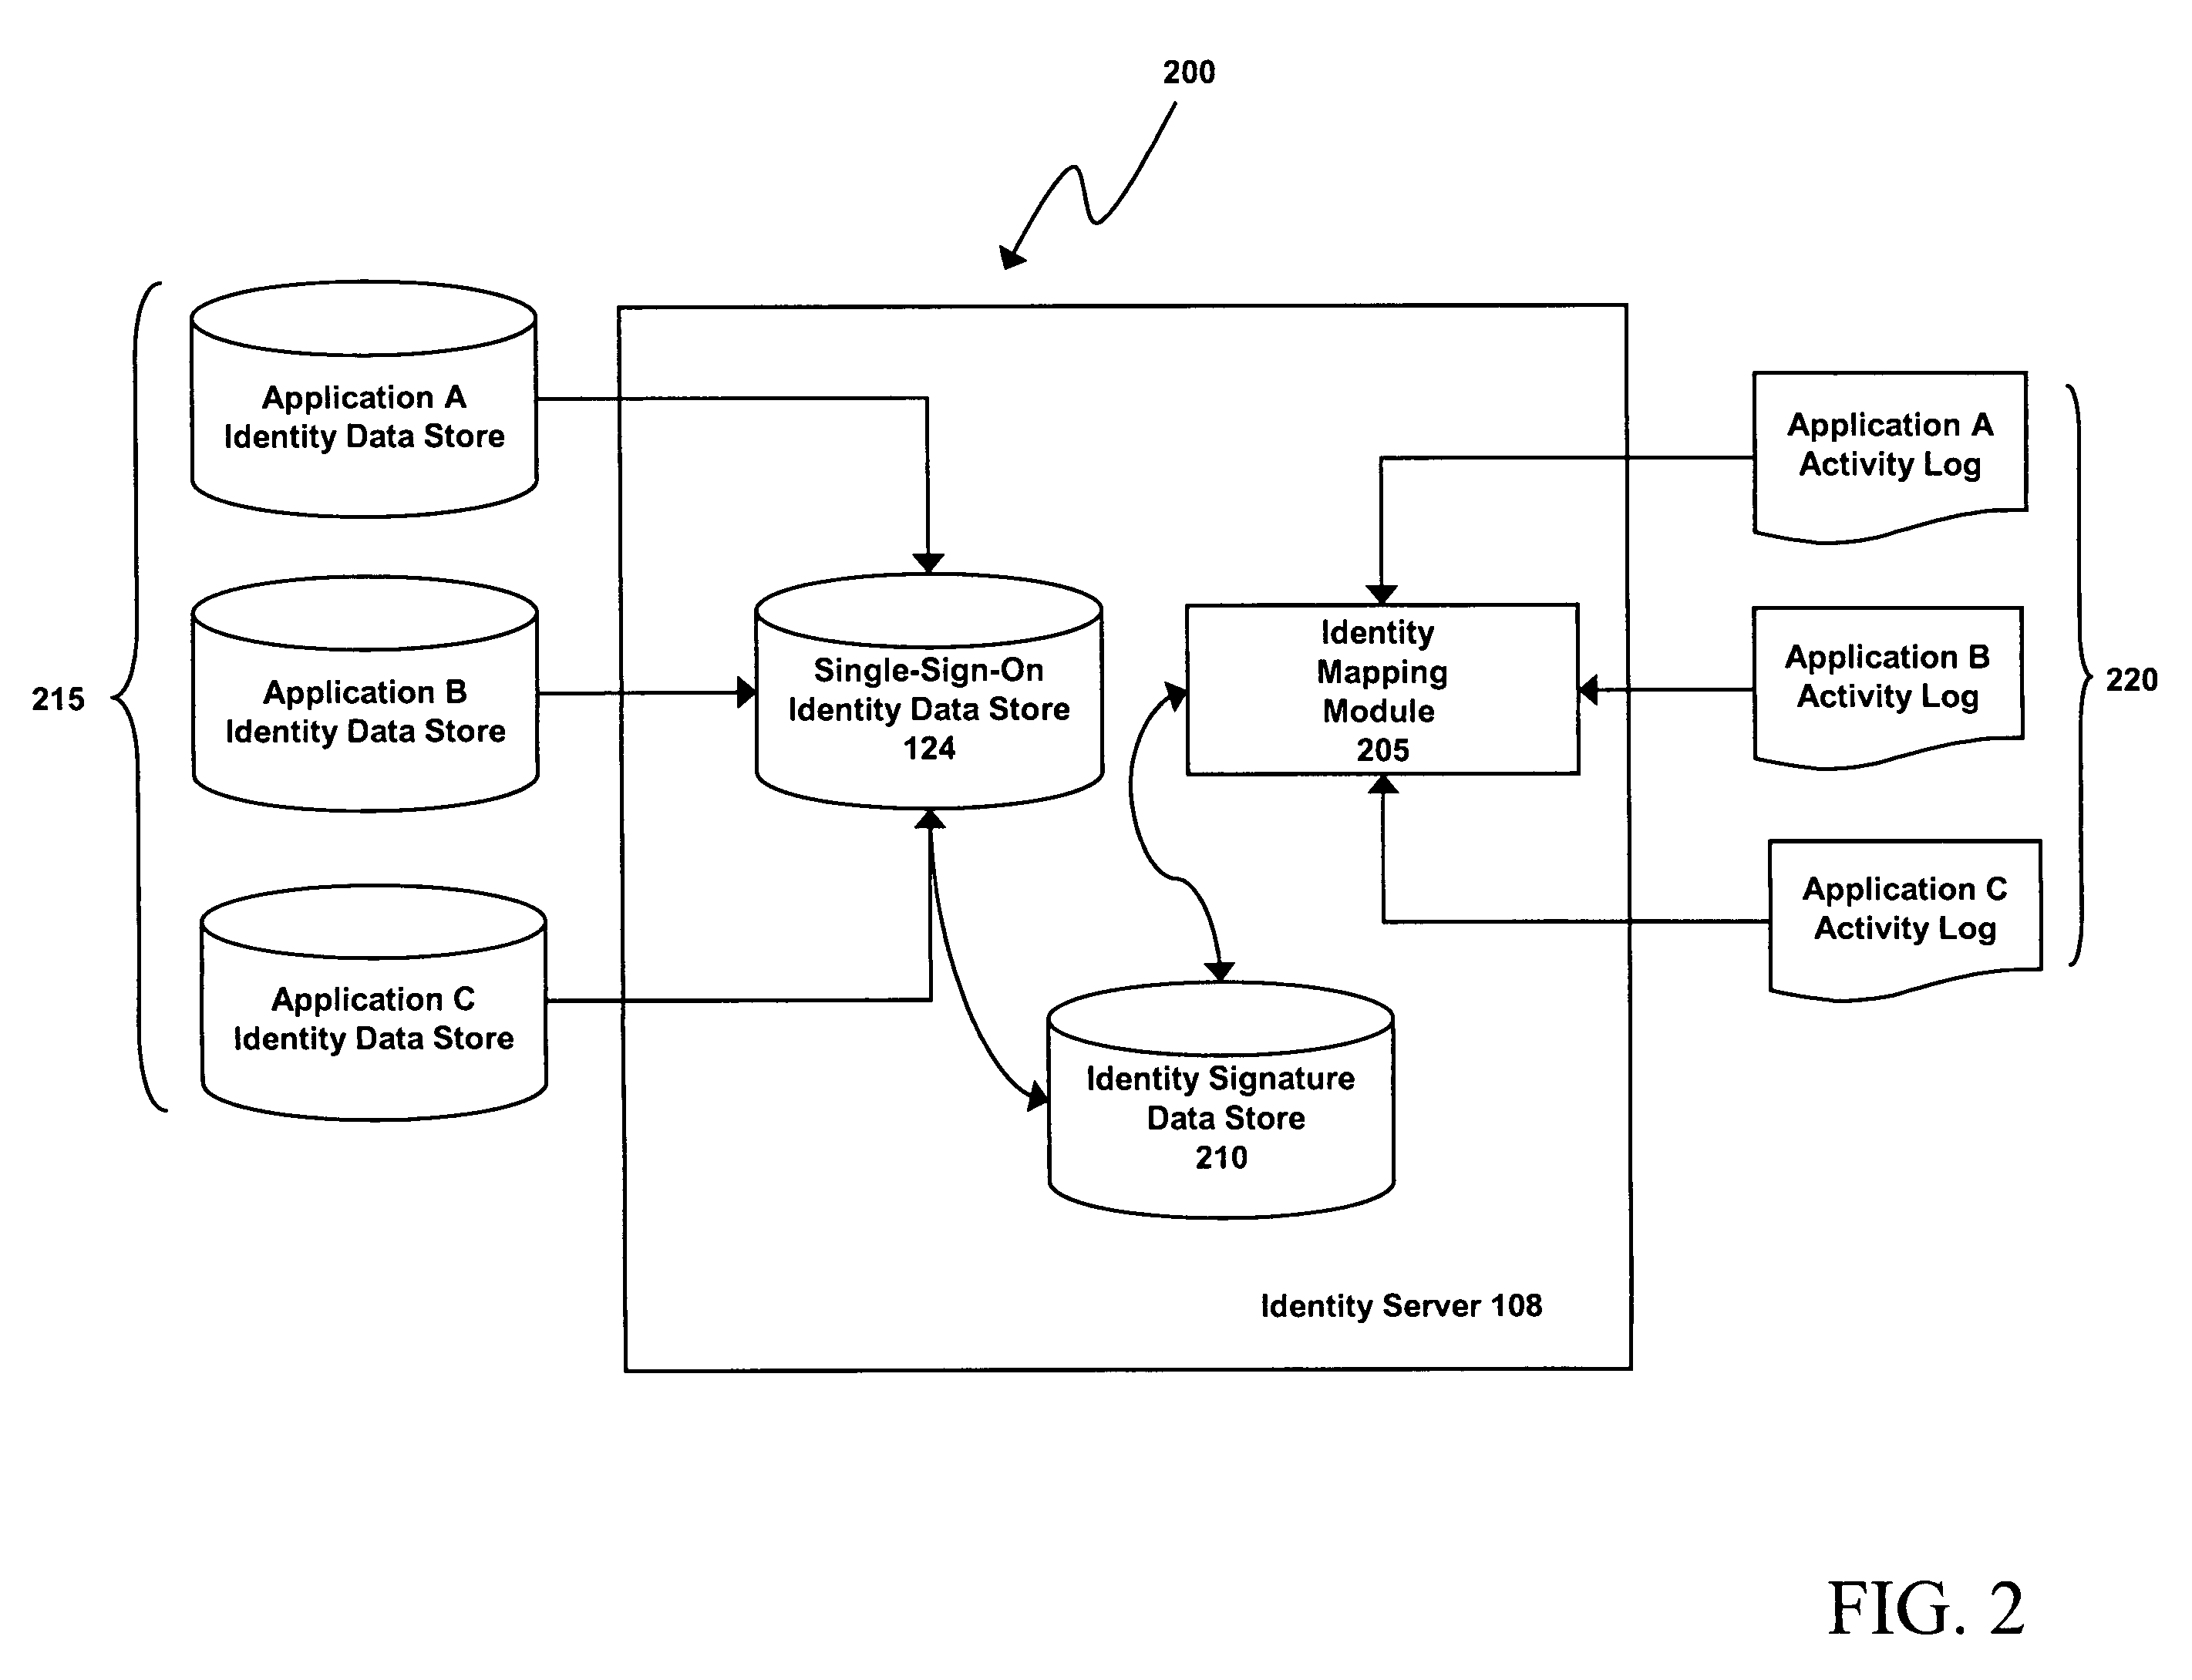 200
215
Application A
Identity Data Store
Application B
Identity Data Store
Application C
Identity Data Store
Single-Sign-On
Identity Data Store
124
Identity
Mapping
Module
205
Identity Signature
Data Store
210
Identity Server 108
Application A
Activity Log
Application B
Activity Log
Application C
Activity Log
220
FIG. 2